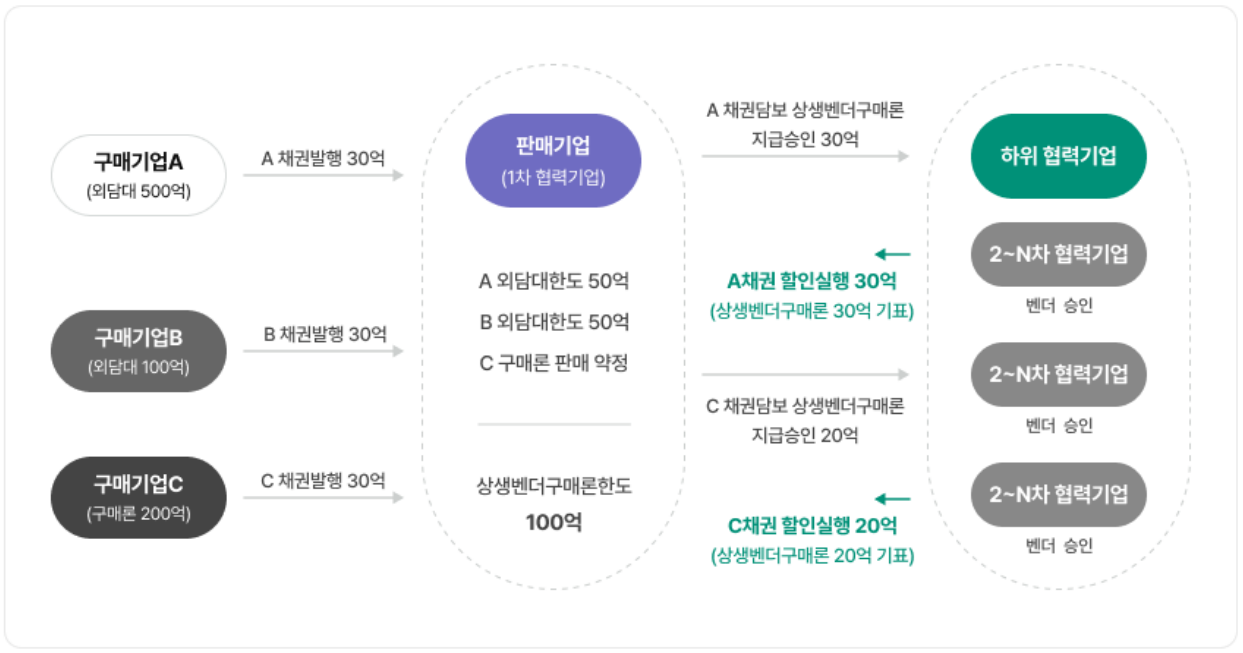 구매기업A
(외담대 500억)
A 채권발행 30억
구매기업B
(외담대 100억)
B 채권발행 30억
구매기업C
(구매론 200억)
C 채권발행 30억
판매기업
(1차 협력기업)
A 외담대한도 50억
B 외담대한도 50억
C 구매론 판매 약정
상생벤더구매론한도
100억
A 채권담보 상생벤더구매론
지급승인 30억
A채권 할인실행 30억
(상생벤더구매론 30억 기표)
C 채권담보 상생벤더구매론
지급승인 20억
C채권 할인실행 20억
(상생벤더구매론 20억 기표)
하위 협력기업
2~N차 협력기업
벤더 승인
2~N차 협력기업
벤더 승인
2~N차 협력기업
벤더 승인